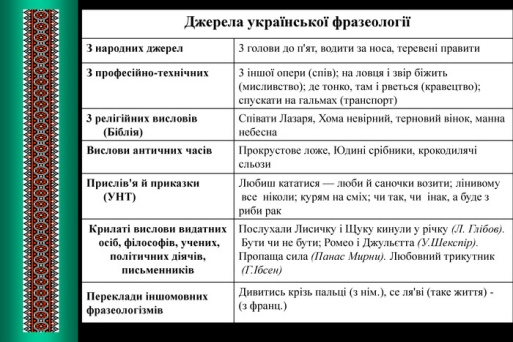 Джерела української фразеології
З народних джерел
З голови до п'ят, водити за носа, теревені правити
З професійно-технічних
З іншої опери (спів); на ловця і звір біжить
(мисливство); де тонко, там і рветься (кравецтво);
спускати на гальмах (транспорт)
З релігійних висловів
(Біблія)
Співати Лазаря, Хома невірний, терновий вінок, манна
небесна
Вислови античних часів
Прокрустове ложе, Юдині срібники, крокодилячі
сльози
Прислів'я й приказки
(УНТ)
Любиш кататися — люби й саночки возити; лінивому
все ніколи; курям на сміх; чи так, чи інак, а буде з
риби рак
Крилаті вислови видатних
осіб, філософів, учених,
політичних діячів,
письменників
Послухали Лисичку і Щуку кинули у річку (Л. Глібов).
Бути чи не бути; Ромео і Джульєтта (У.Шекспір).
Пропаща сила (Панас Мирни). Любовний трикутник
(Г.Ібсен)
Переклади іншомовних
фразеологізмів
Дивитись крізь пальці (з нім.), се ля'ві (таке життя) -
(з франц.)